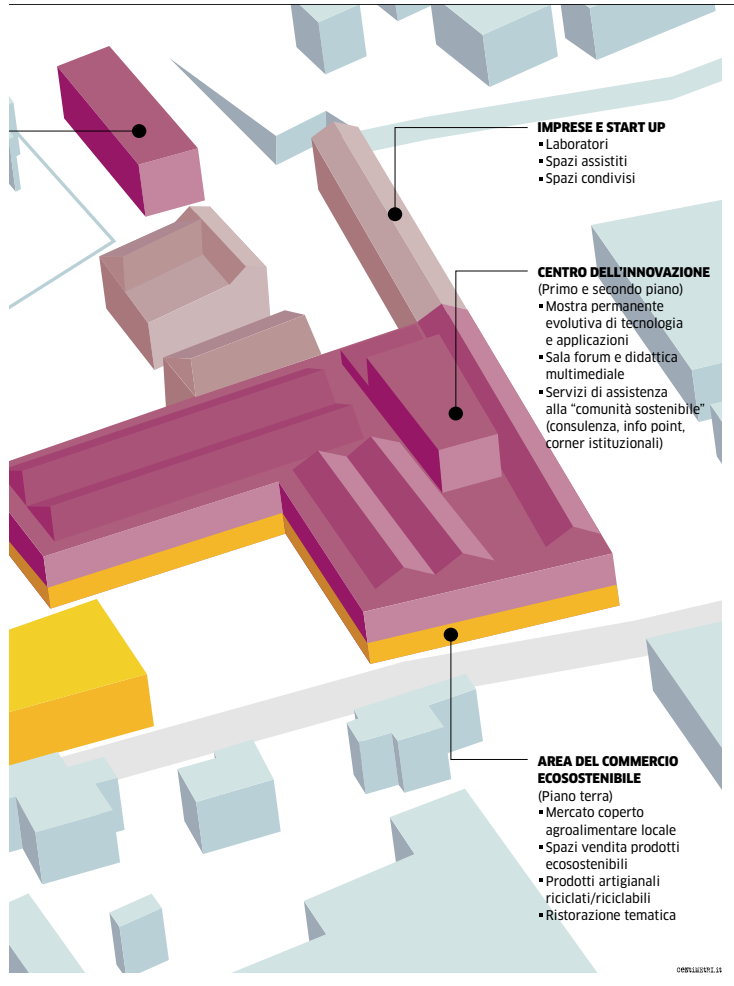 IMPRESE E START UP
▪ Laboratori
▪ Spazi assistiti
▪ Spazi condivisi
CENTRO DELL'INNOVAZIONE
(Primo e secondo piano)
▪ Mostra permanente
evolutiva di tecnologia
e applicazioni
▪ Sala forum e didattica
multimediale
▪ Servizi di assistenza
alla “comunità sostenibile”
(consulenza, info point,
corner istituzionali)
AREA DEL COMMERCIO
ECOSOSTENIBILE
(Piano terra)
▪ Mercato coperto
agroalimentare locale
▪ Spazi vendita prodotti
ecosostenibili
▪ Prodotti artigianali
riciclati/riciclabili
▪ Ristorazione tematica
CENTIMETRI.it